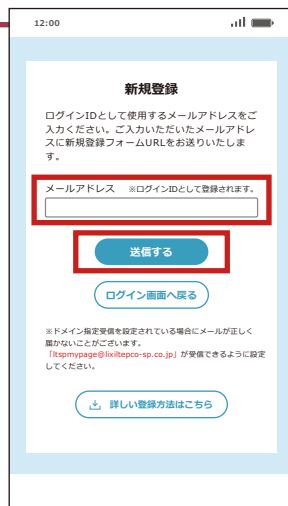 12:00
新規登録
ログインIDとして使用するメールアドレスをご
入力ください。ご入力いただいたメールアドレ
スに新規登録フォームURLをお送りいたしま
す。
メールアドレス ※ログインIDとして登録されます。
送信する
ログイン画面へ戻る
※ドメイン指定受信を設定されている場合にメールが正しく
届かないことがございます。
「ltspmypage@lixiltepco-sp.co.jp」が受信できるように設定
してください。
詳しい登録方法はこちら